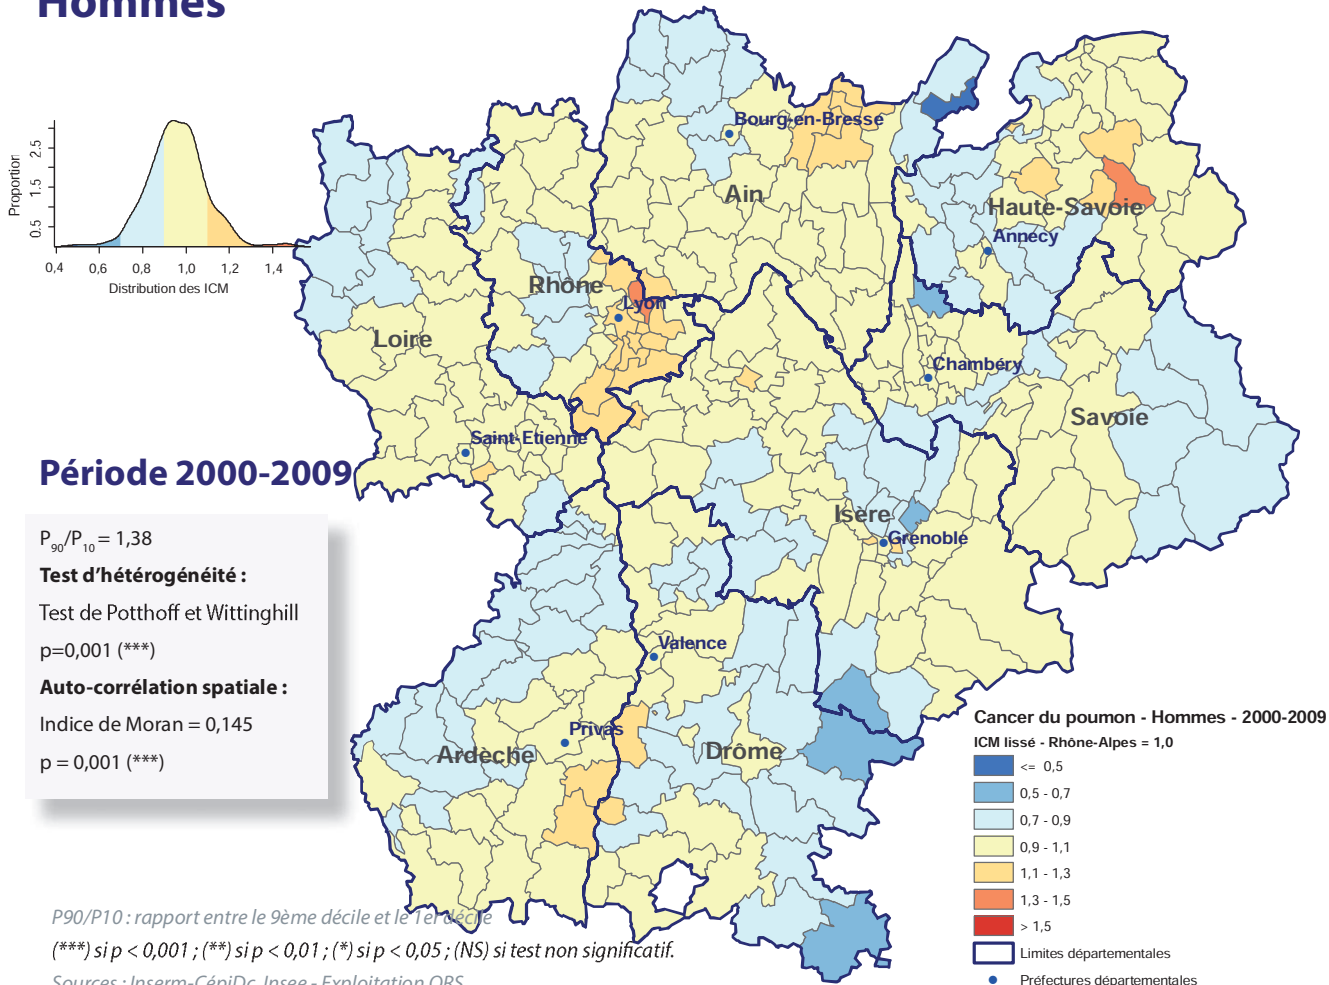 Hommes
Proportion
2.5
1.5
0.5
0,4 0,6 0,8 1,0 1,2 1,4
Distribution des ICM
Période 2000-2009
P90/P10 = 1,38
Test d'hétérogénéité :
Test de Potthoff et Wittinghill
p=0,001 (***)
Auto-corrélation spatiale :
Indice de Moran = 0,145
p = 0,001 (***)
Bourg-en-Bresse
Ain
Haute-Savoie
Annecy
Rhône
Lyon
Loire
Chambéry
Savoie
Saint-Etienne
Isère
Grenoble
Valence
Privas
Ardèche
Drôme
Cancer du poumon - Hommes - 2000-2009
ICM lissé - Rhône-Alpes = 1,0
<= 0,5
0,5 - 0,7
0,7 - 0,9
0,9 - 1,1
1,1 - 1,3
1,3 - 1,5
> 1,5
Limites départementales
Préfectures départementales
P90/P10 : rapport entre le 9ème décile et le 1er décile
(***) si p < 0,001 ; (**) si p < 0,01 ; (*) si p < 0,05 ; (NS) si test non significatif.
Sources : Inserm-CépiDc, Insee - Exploitation ORS